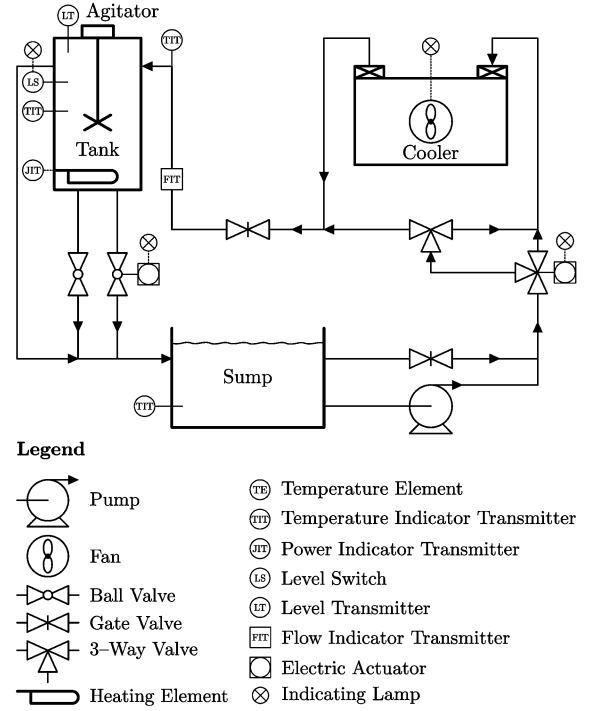 LT
Agitator
TIT
LS
TIT
Tank
Cooler
JIT
FIT
Sump
TIT
Legend
Pump
Fan
Ball Valve
Gate Valve
3–Way Valve
Heating Element
TE Temperature Element
TIT Temperature Indicator Transmitter
JIT Power Indicator Transmitter
LS Level Switch
LT Level Transmitter
FIT Flow Indicator Transmitter
Electric Actuator
Indicating Lamp